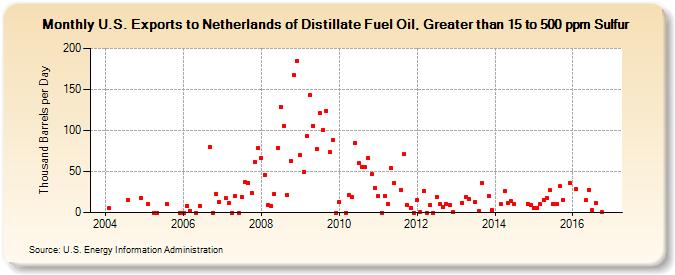 Monthly U.S. Exports to Netherlands of Distillate Fuel Oil, Greater than 15 to 500 ppm Sulfur
Thousand Barrels per Day
200
150
100
50
0
2004 2006 2008 2010 2012 2014 2016
Source: U.S. Energy Information Administration